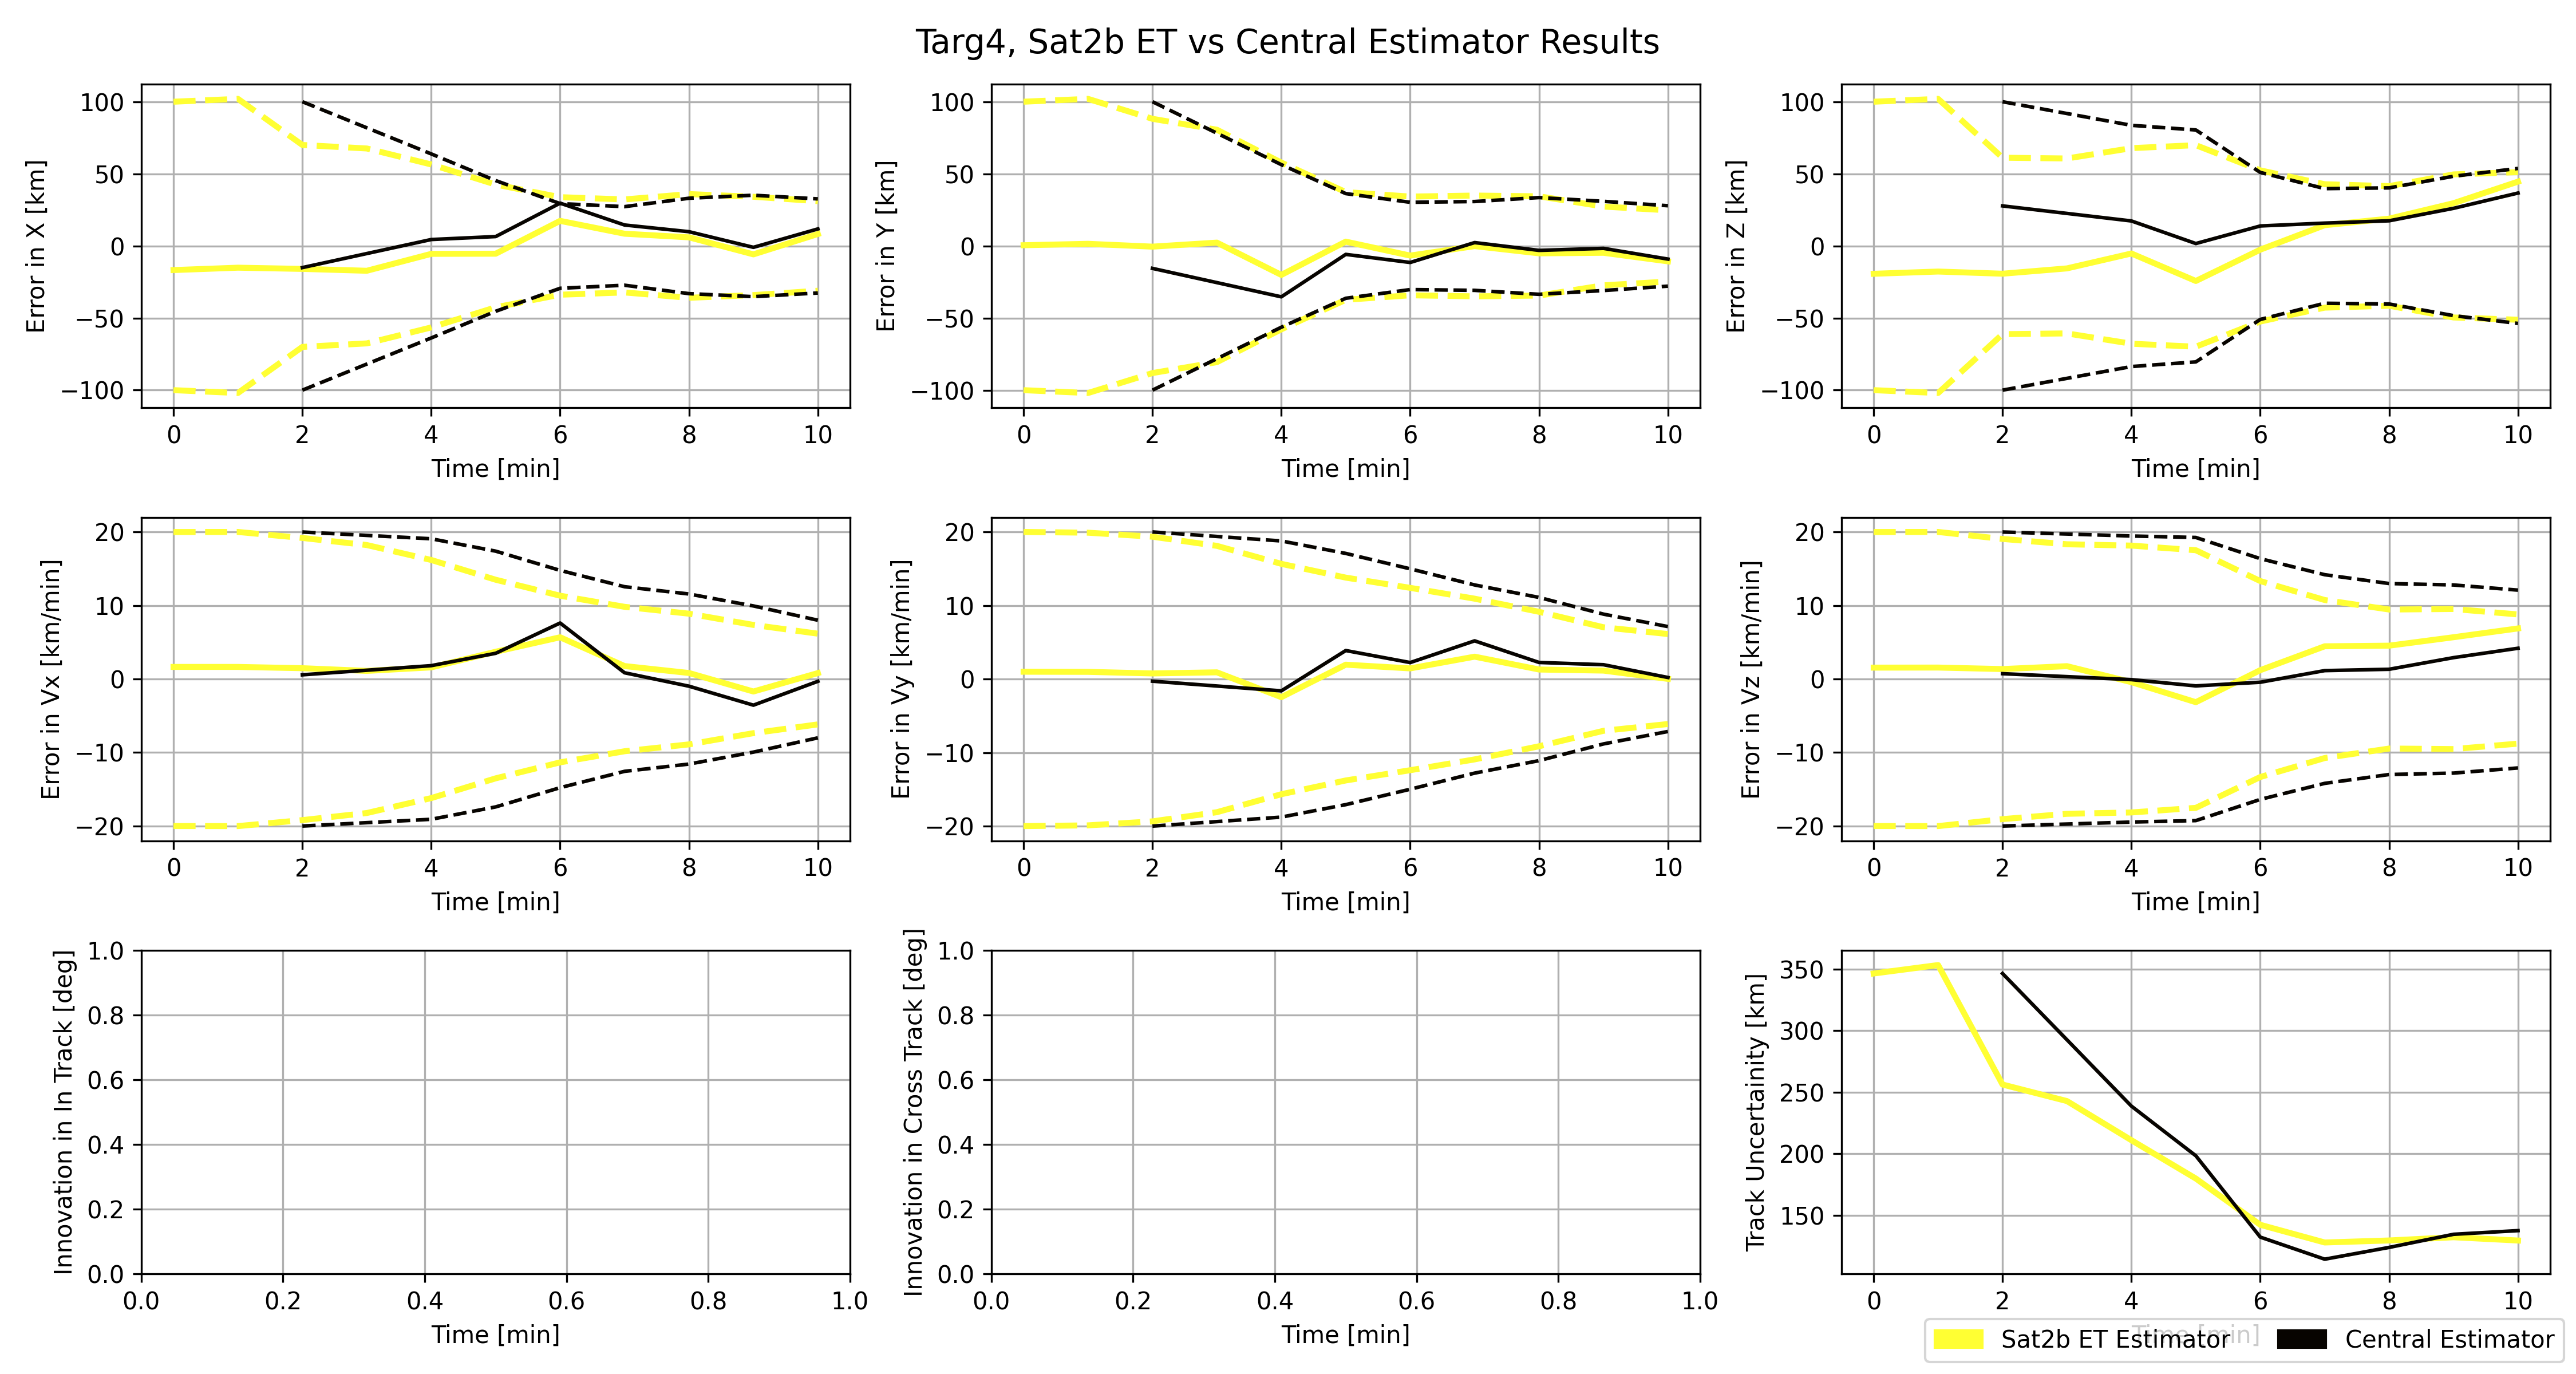 Targ4, Sat2b ET vs Central Estimator Results
Error in X [km]
100
50
0
−50
−100
0 2 4 6 8 10
Time [min]
Error in Y [km]
100
50
0
−50
−100
0 2 4 6 8 10
Time [min]
Error in Z [km]
100
50
0
−50
−100
0 2 4 6 8 10
Time [min]
Error in Vx [km/min]
20
10
0
−10
−20
0 2 4 6 8 10
Time [min]
Error in Vy [km/min]
20
10
0
−10
−20
0 2 4 6 8 10
Time [min]
Error in Vz [km/min]
20
10
0
−10
−20
0 2 4 6 8 10
Time [min]
Innovation in In Track [deg]
1.0
0.8
0.6
0.4
0.2
0.0
0.0 0.2 0.4 0.6 0.8 1.0
Time [min]
Innovation in Cross Track [deg]
1.0
0.8
0.6
0.4
0.2
0.0
0.0 0.2 0.4 0.6 0.8 1.0
Time [min]
Track Uncertainity [km]
350
300
250
200
150
0 2 4 6 8 10
Time [min]
Sat2b ET Estimator
Central Estimator